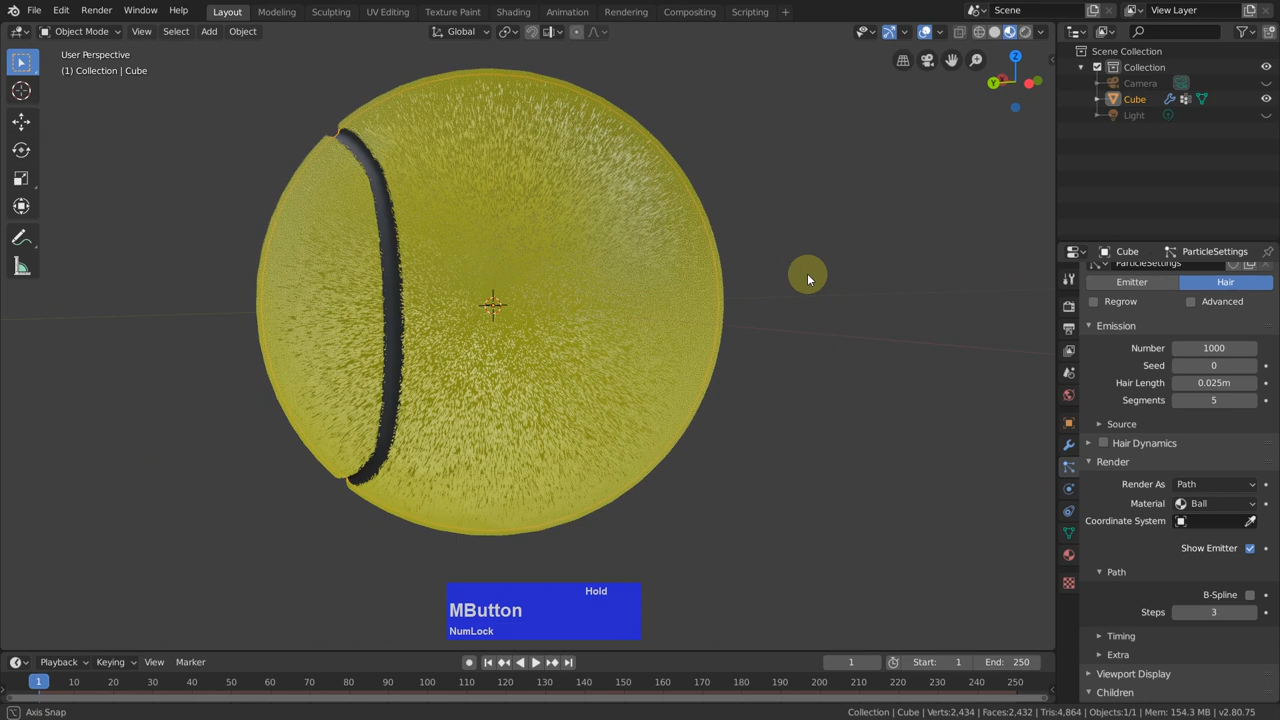 File Edit Render Window Help Layout Modeling Sculpting UV Editing Texture Paint Shading Animation Rendering Compositing Scripting + Scene View Layer
Object Mode View Select Add Object Global
User Perspective
(1) Collection | Cube
Z
Y
Scene Collection
Collection
Camera
Cube
Light
Cube ParticleSettings
ParticleSettings
Emitter Hair
Regrow Advanced
Emission
Number 1000
Seed 0
Hair Length 0.025m
Segments 5
Source
Hair Dynamics
Render
Render As Path
Material Ball
Coordinate System
Show Emitter
Path
B-Spline
Steps 3
Timing
Extra
Viewport Display
Children
Hold
MButton
NumLock
Playback Keying View Marker 1 Start: 1 End: 250
1 10 20 30 40 50 60 70 80 90 100 110 120 130 140 150 160 170 180 190 200 210 220 230 240 250
Axis Snap Collection | Cube | Verts:2,434 | Faces:2,432 | Tris:4,864 | Objects:1/1 | Mem: 154.3 MB | v2.80.75